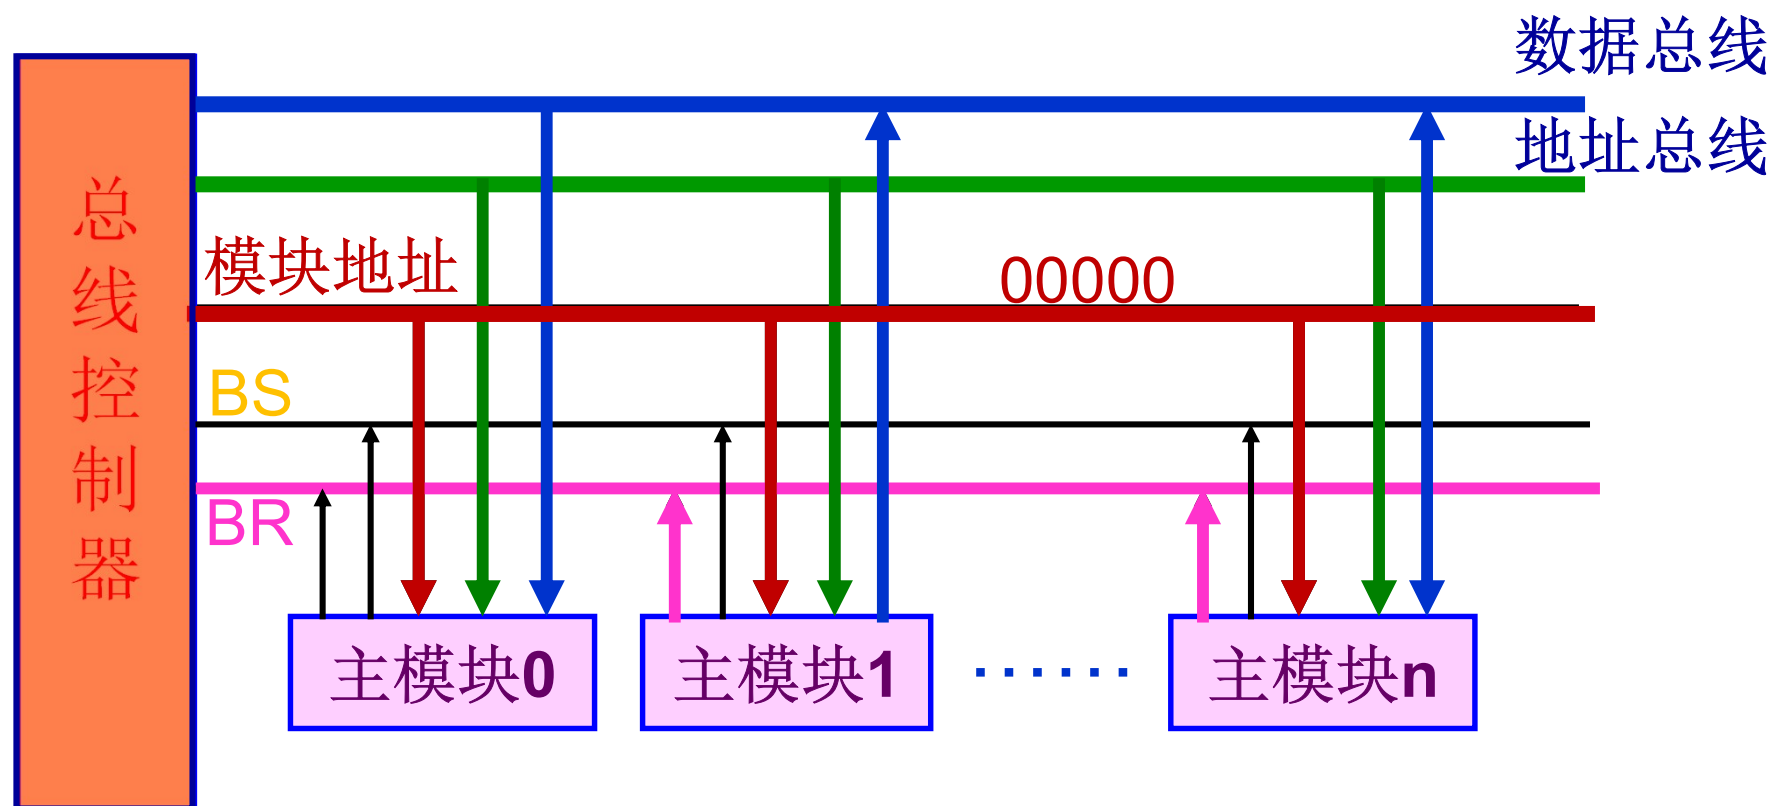 数据总线
地址总线
总线控制器
模块地址
00000
BS
BR
主模块0
主模块1
······
主模块n